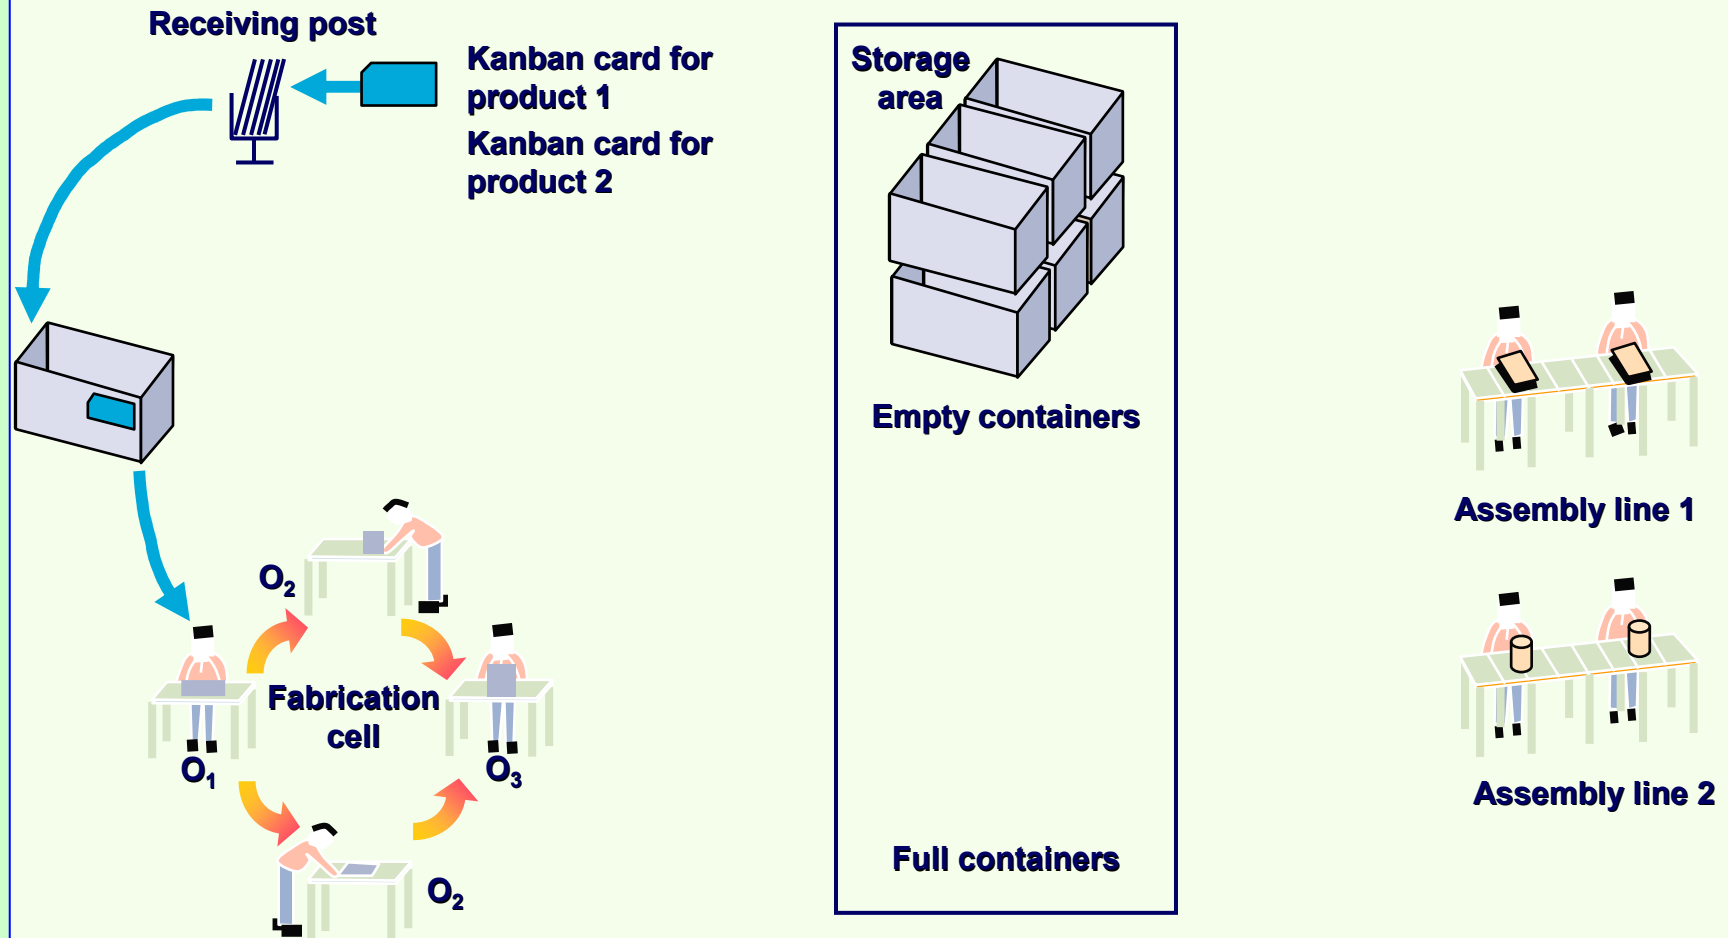 Receiving post
Kanban card for
product 1
Kanban card for
product 2
Storage
area
Empty containers
Assembly line 1
O₂
Fabrication
cell
O₁
O₃
Assembly line 2
Full containers
O₂